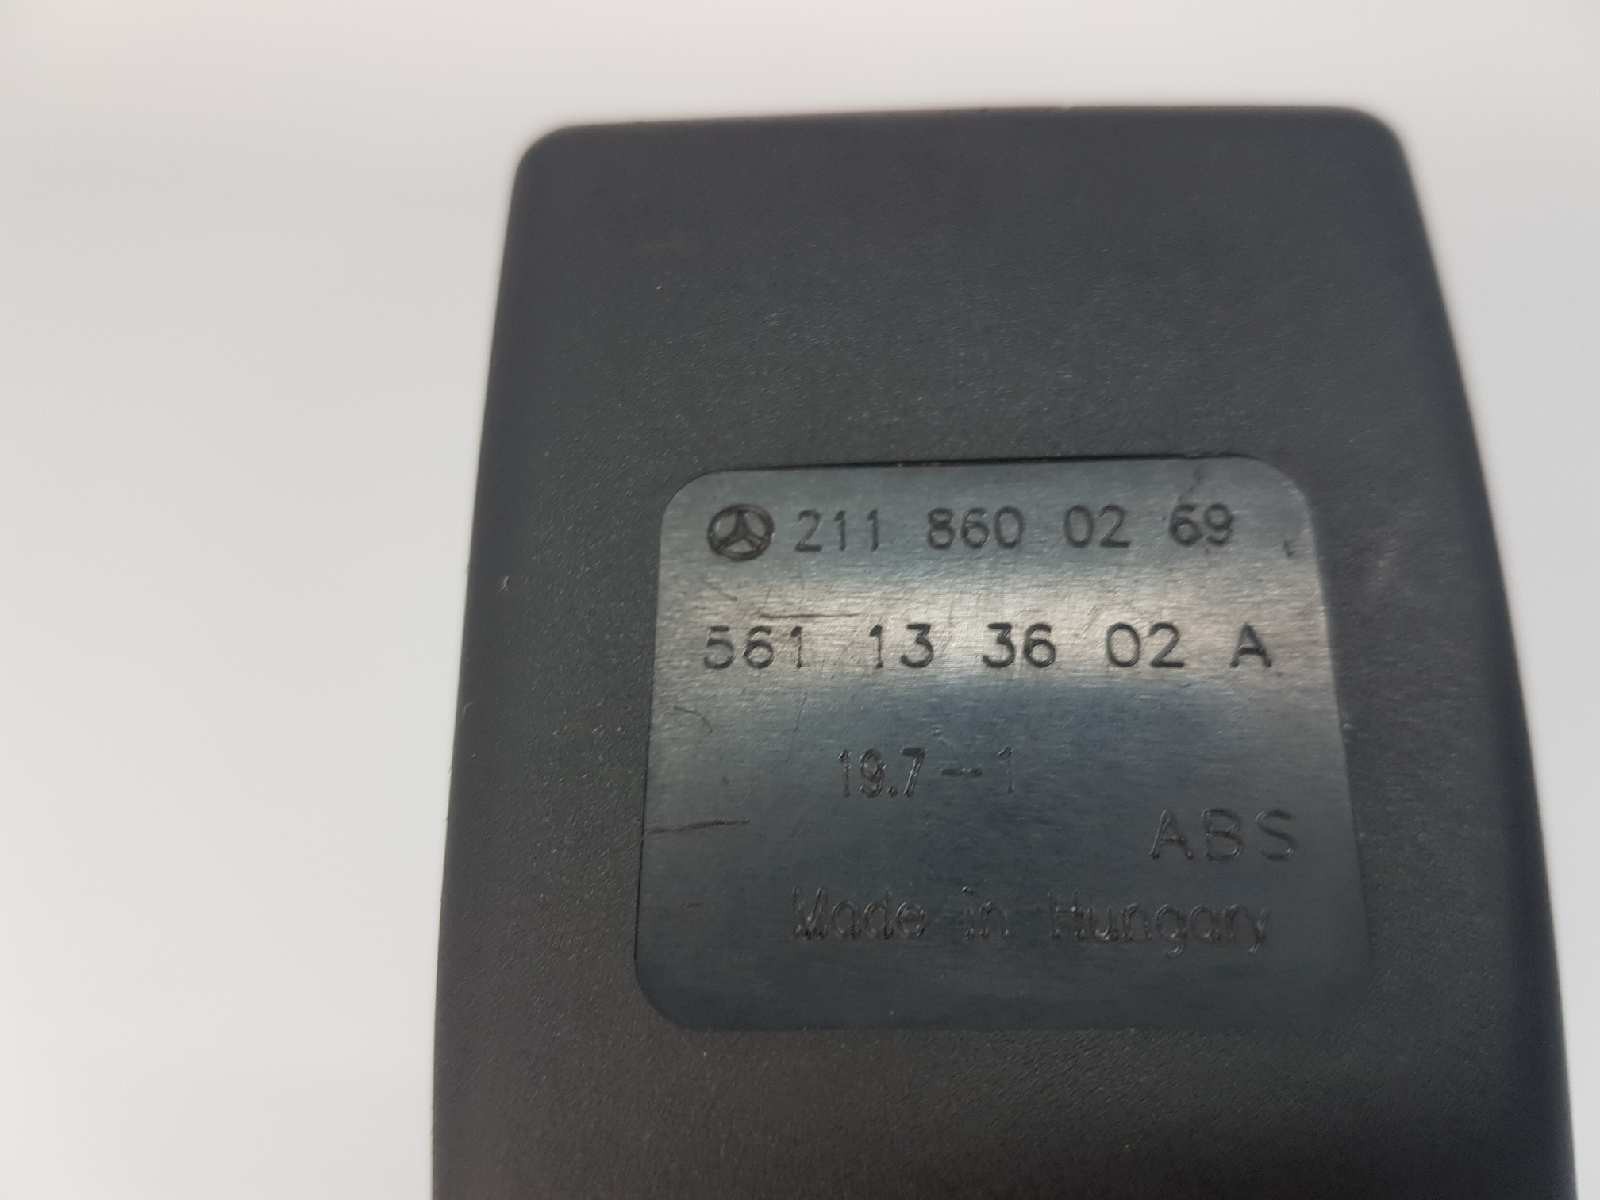 211 860 02 69
561 13 36 02 A
19.7-1
ABS
Made in Hungary